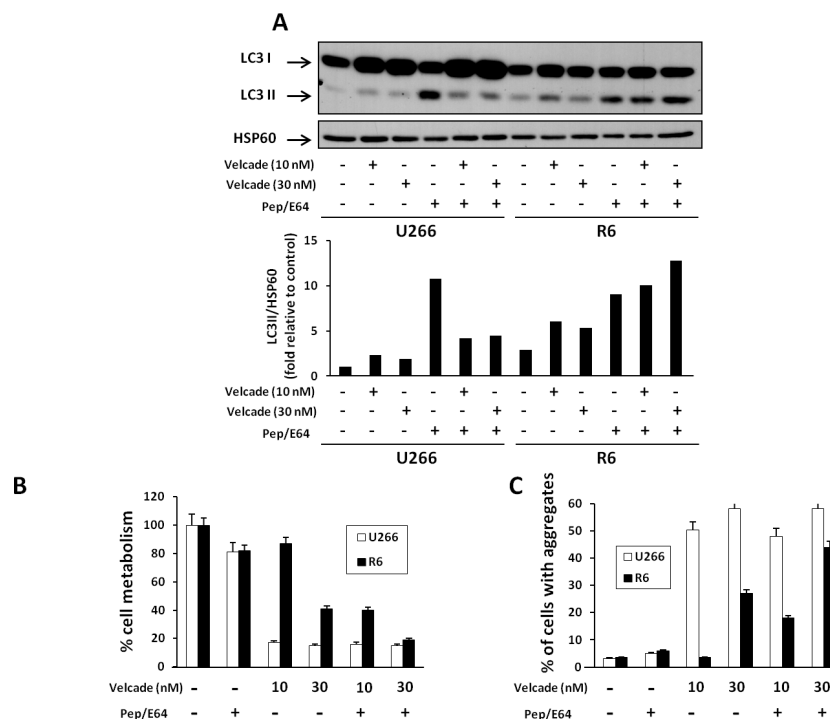 A
LC3 I
LC3 II
HSP60
Velcade (10 nM) - + - - + - - + - - + -
Velcade (30 nM) - - + - - + - - + - - +
Pep/E64 - - - + + + - - - + + +
U266 R6
LC3II/HSP60
(fold relative to control)
15
10
5
0
Velcade (10 nM) - + - - + - - + - - + -
Velcade (30 nM) - - + - - + - - + - - +
Pep/E64 - - - + + + - - - + + +
U266 R6
B
% cell metabolism
120
100
80
60
40
20
0
U266
R6
Velcade (nM) - - 10 30 10 30
Pep/E64 - + - - + +
C
% of cells with aggregates
60
50
40
30
20
10
0
U266
R6
Velcade (nM) - - 10 30 10 30
Pep/E64 - + - - + +